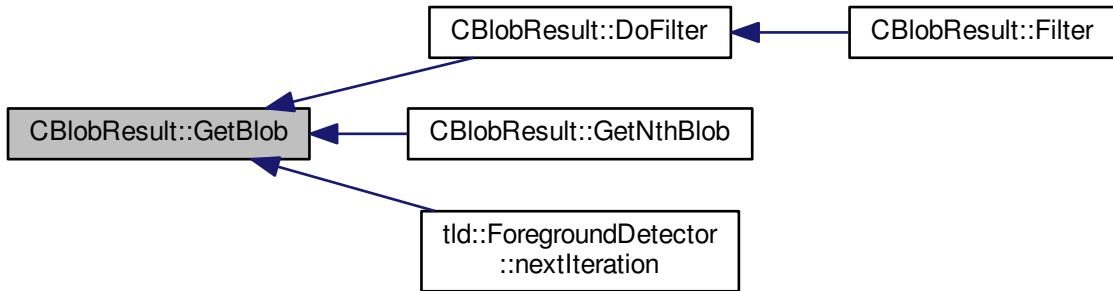 CBlobResult::DoFilter
CBlobResult::Filter
CBlobResult::GetBlob
CBlobResult::GetNthBlob
tld::ForegroundDetector
::nextIteration